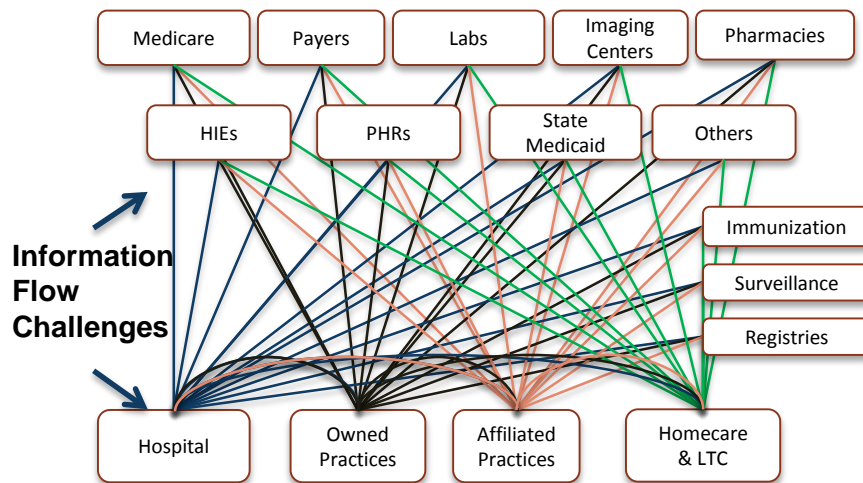 Medicare
Payers
Labs
Imaging
Centers
Pharmacies
HIEs
PHRs
State
Medicaid
Others
Immunization
Information
Flow
Challenges
Surveillance
Registries
Hospital
Owned
Practices
Affiliated
Practices
Homecare
& LTC